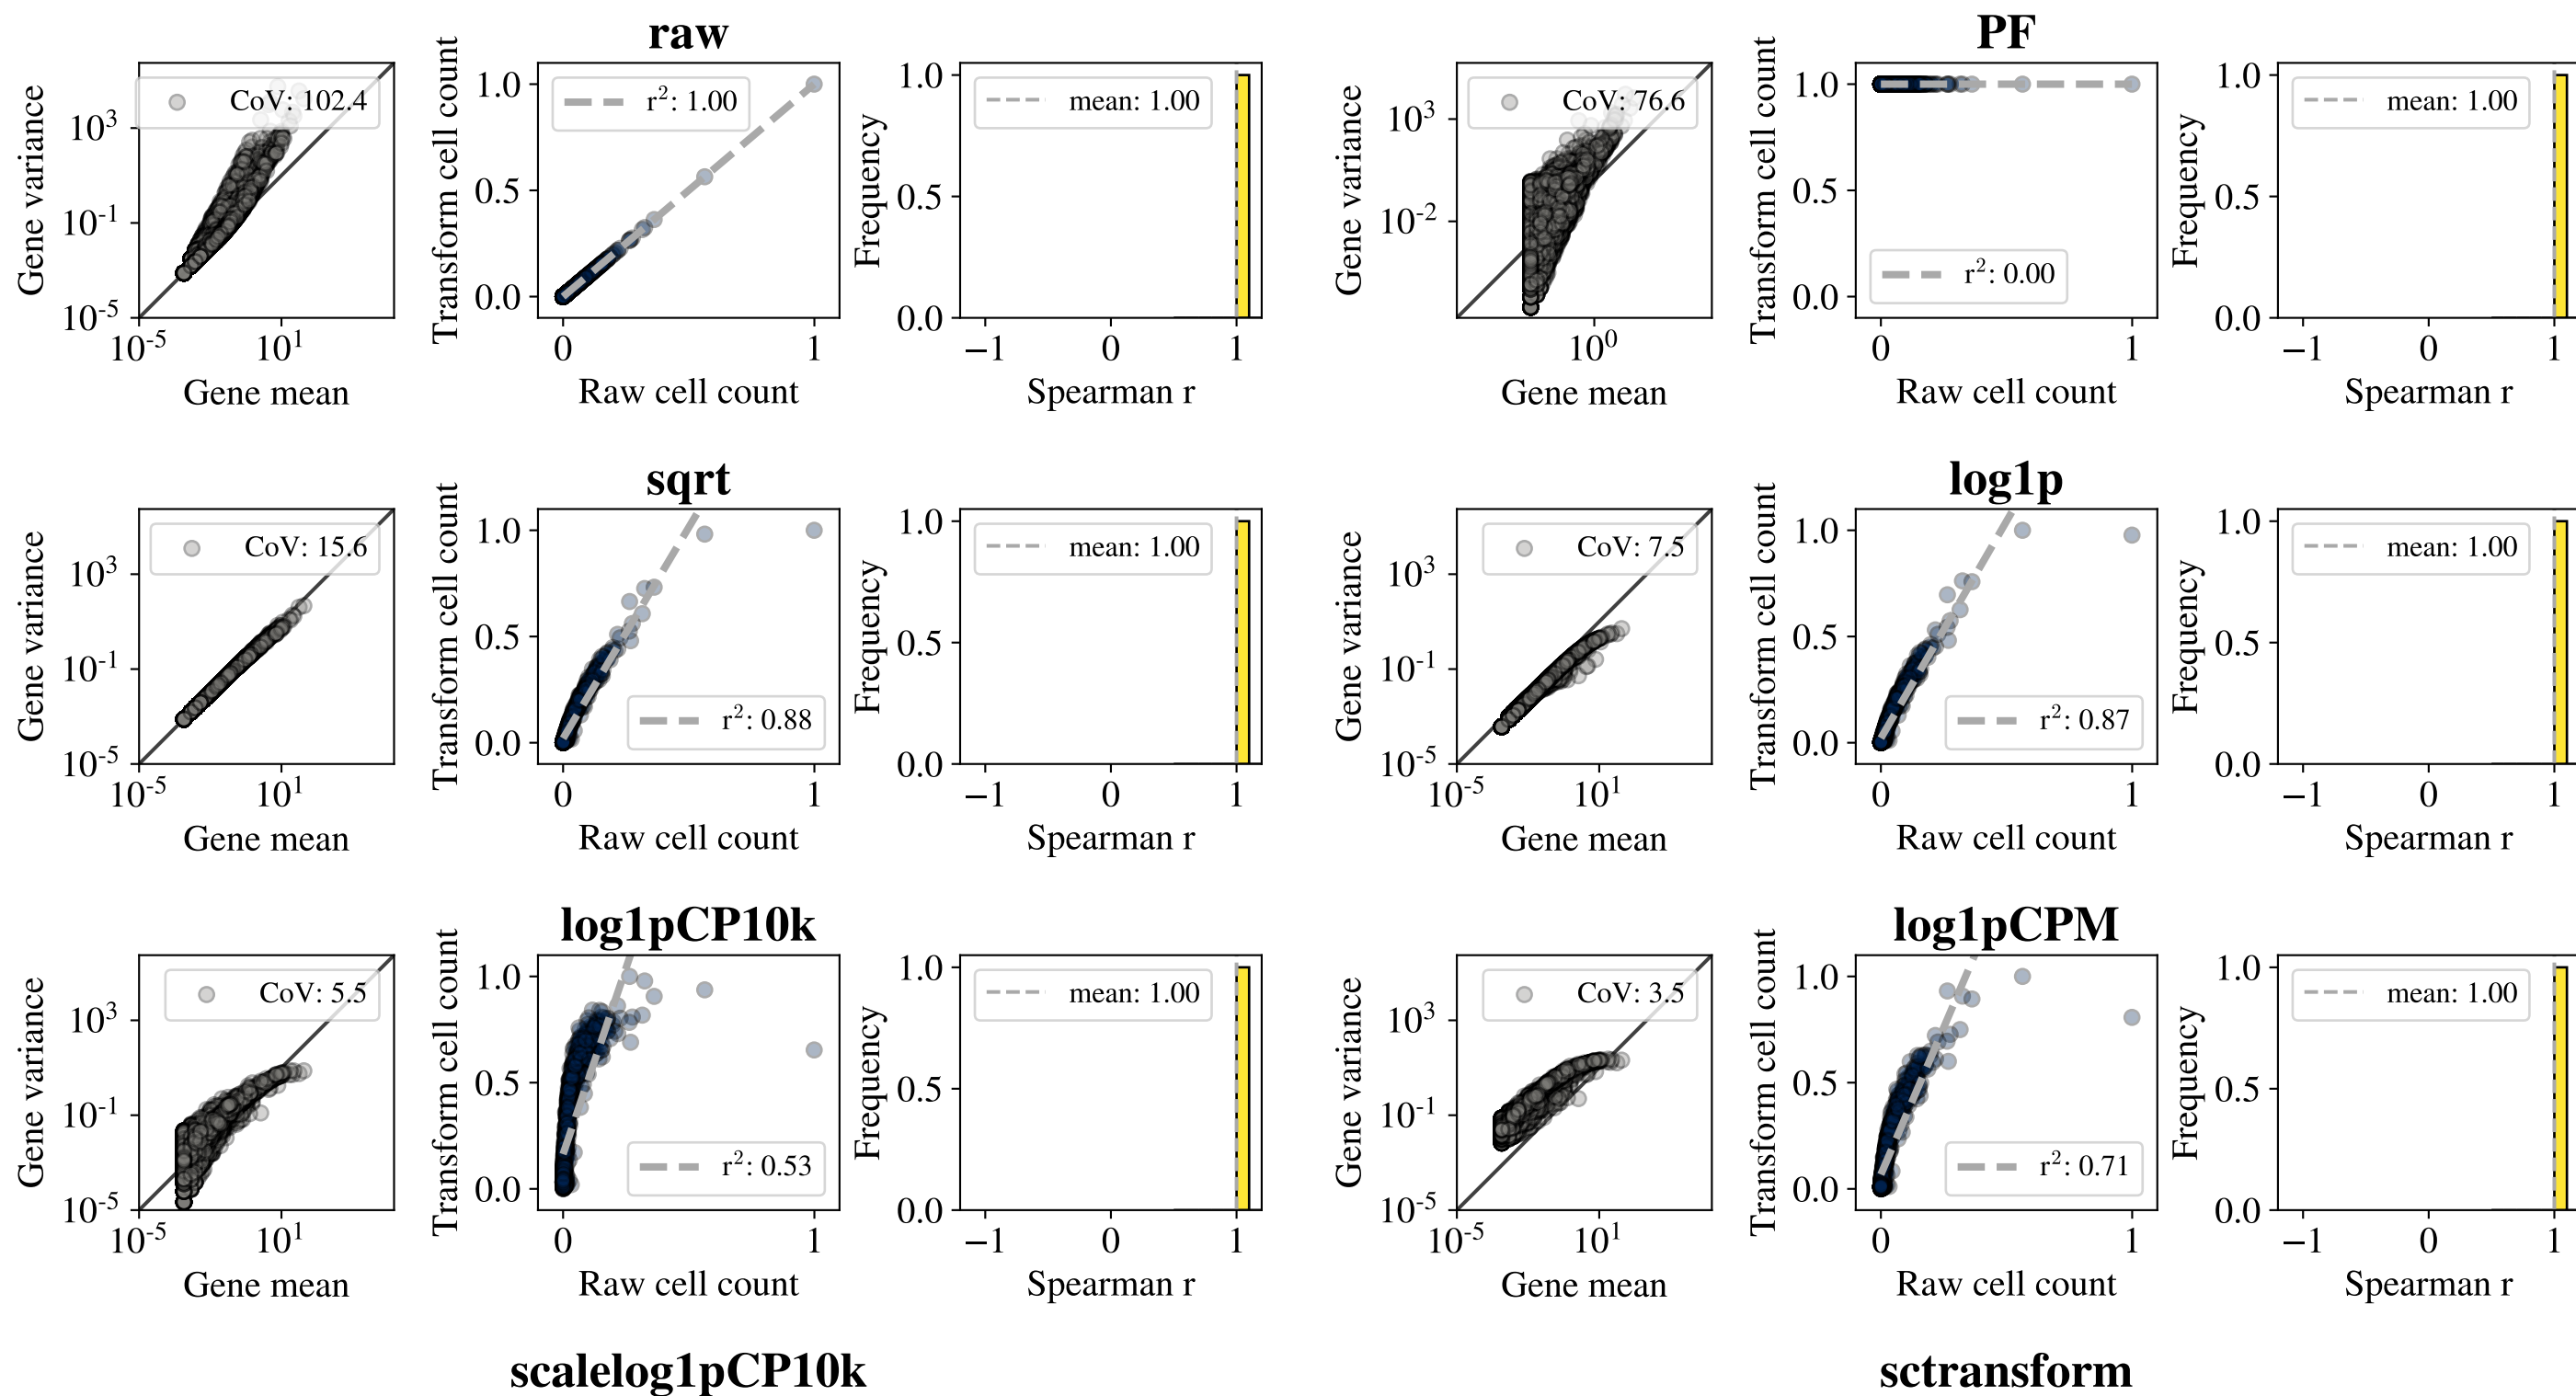 raw
Gene variance
10³
10⁻¹
10⁻⁵
CoV: 102.4
10⁻⁵
10¹
Gene mean
Transform cell count
1.0
0.5
0.0
r²: 1.00
0
1
Raw cell count
Frequency
1.0
0.5
0.0
mean: 1.00
−1
0
1
Spearman r
PF
Gene variance
10³
10⁻²
CoV: 76.6
10⁰
Gene mean
Transform cell count
1.0
0.5
0.0
r²: 0.00
0
1
Raw cell count
Frequency
1.0
0.5
0.0
mean: 1.00
−1
0
1
Spearman r
sqrt
Gene variance
10³
10⁻¹
10⁻⁵
CoV: 15.6
10⁻⁵
10¹
Gene mean
Transform cell count
1.0
0.5
0.0
r²: 0.88
0
1
Raw cell count
Frequency
1.0
0.5
0.0
mean: 1.00
−1
0
1
Spearman r
log1p
Gene variance
10³
10⁻¹
10⁻⁵
CoV: 7.5
10⁻⁵
10¹
Gene mean
Transform cell count
1.0
0.5
0.0
r²: 0.87
0
1
Raw cell count
Frequency
1.0
0.5
0.0
mean: 1.00
−1
0
1
Spearman r
log1pCP10k
Gene variance
10³
10⁻¹
10⁻⁵
CoV: 5.5
10⁻⁵
10¹
Gene mean
Transform cell count
1.0
0.5
0.0
r²: 0.53
0
1
Raw cell count
Frequency
1.0
0.5
0.0
mean: 1.00
−1
0
1
Spearman r
log1pCPM
Gene variance
10³
10⁻¹
10⁻⁵
CoV: 3.5
10⁻⁵
10¹
Gene mean
Transform cell count
1.0
0.5
0.0
r²: 0.71
0
1
Raw cell count
Frequency
1.0
0.5
0.0
mean: 1.00
−1
0
1
Spearman r
scalelog1pCP10k
sctransform